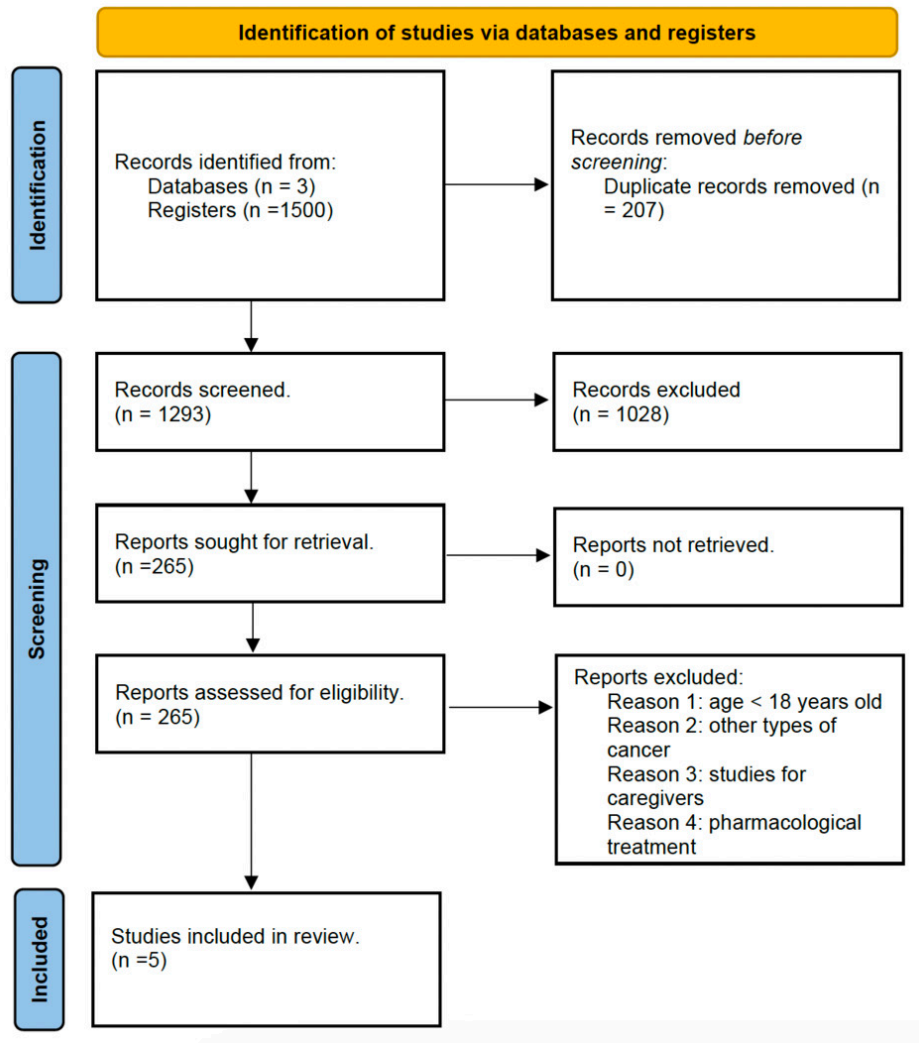 Identification of studies via databases and registers
Identification
Records identified from:
Databases (n = 3)
Registers (n =1500)
Records removed before
screening:
Duplicate records removed (n
= 207)
Screening
Records screened.
(n = 1293)
Records excluded
(n = 1028)
Reports sought for retrieval.
(n =265)
Reports not retrieved.
(n = 0)
Reports assessed for eligibility.
(n = 265)
Reports excluded:
Reason 1: age < 18 years old
Reason 2: other types of
cancer
Reason 3: studies for
caregivers
Reason 4: pharmacological
treatment
Included
Studies included in review.
(n =5)